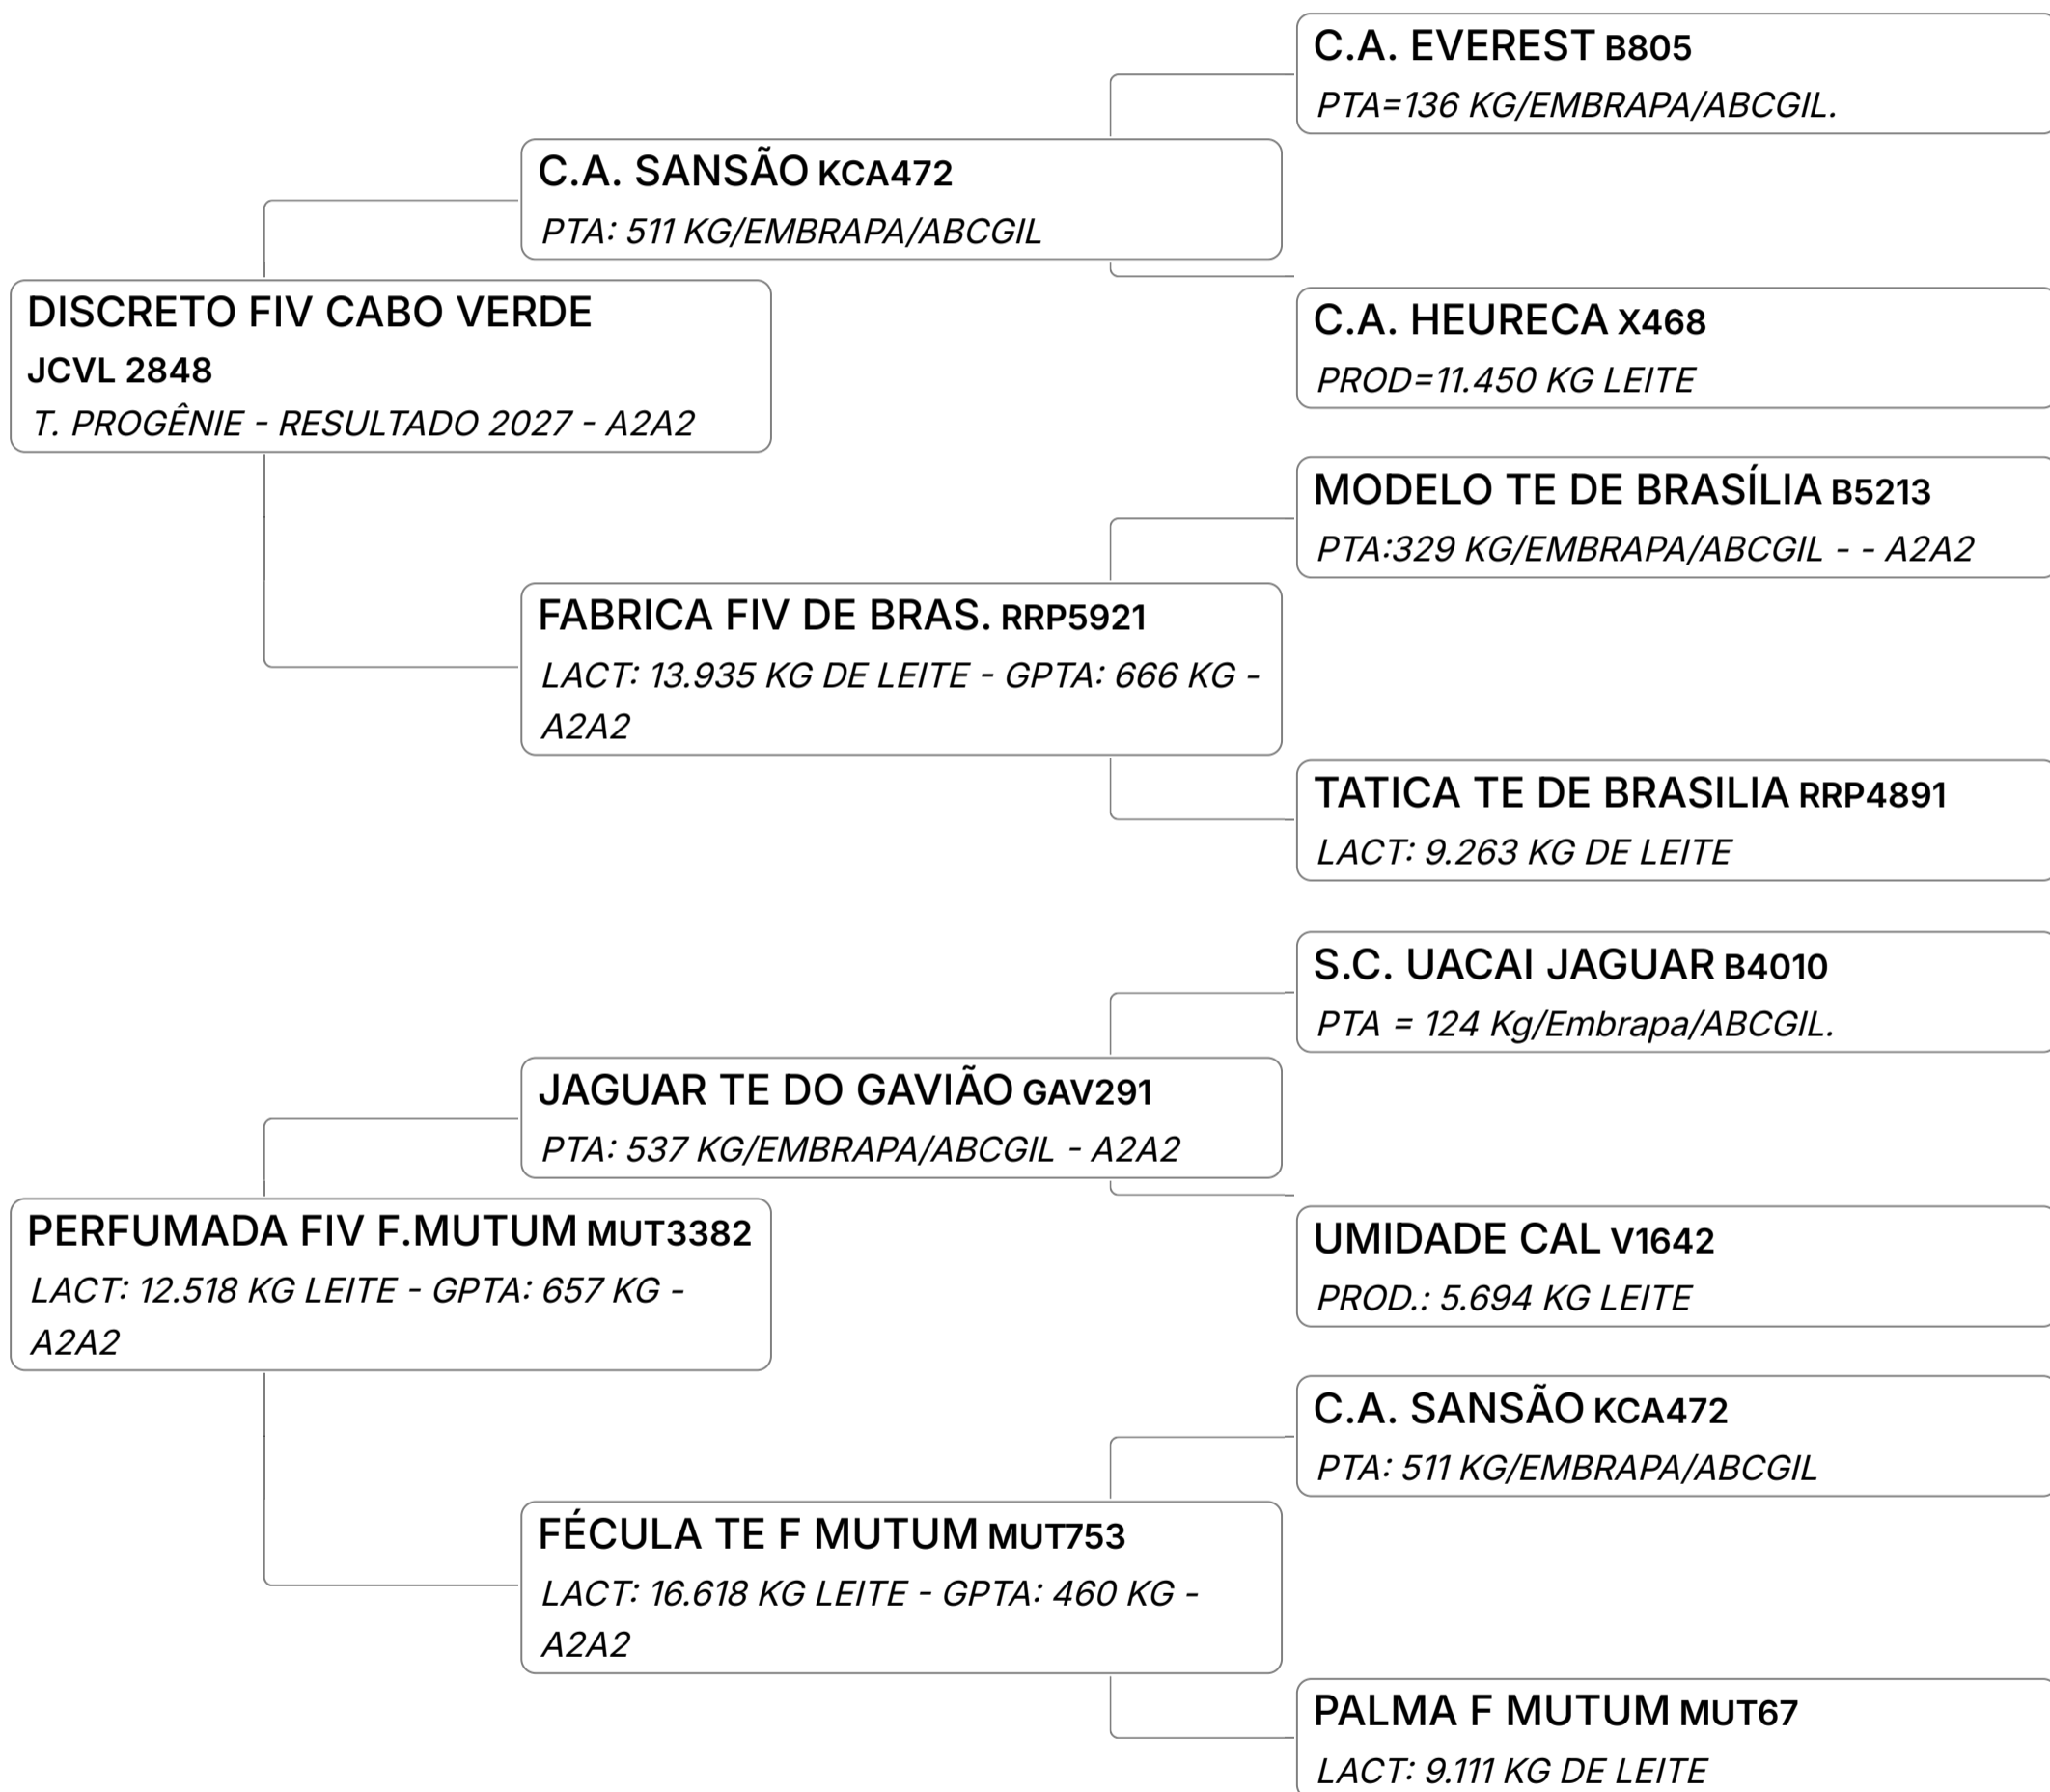 C.A. EVEREST B805
PTA=136 KG/EMBRAPA/ABCGIL.
C.A. SANSÃO KCA472
PTA: 511 KG/EMBRAPA/ABCGIL
C.A. HEURECA X468
PROD=11.450 KG LEITE
DISCRETO FIV CABO VERDE
JCVL 2848
T. PROGÊNIE - RESULTADO 2027 - A2A2
MODELO TE DE BRASÍLIA B5213
PTA:329 KG/EMBRAPA/ABCGIL - - A2A2
FABRICA FIV DE BRAS. RRP5921
LACT: 13.935 KG DE LEITE - GPTA: 666 KG -
A2A2
TATICA TE DE BRASILIA RRP4891
LACT: 9.263 KG DE LEITE
S.C. UACAI JAGUAR B4010
PTA = 124 Kg/Embrapa/ABCGIL.
JAGUAR TE DO GAVIÃO GAV291
PTA: 537 KG/EMBRAPA/ABCGIL - A2A2
UMIDADE CAL V1642
PROD.: 5.694 KG LEITE
PERFUMADA FIV F.MUTUM MUT3382
LACT: 12.518 KG LEITE - GPTA: 657 KG -
A2A2
C.A. SANSÃO KCA472
PTA: 511 KG/EMBRAPA/ABCGIL
FÉCULA TE F MUTUM MUT753
LACT: 16.618 KG LEITE - GPTA: 460 KG -
A2A2
PALMA F MUTUM MUT67
LACT: 9.111 KG DE LEITE